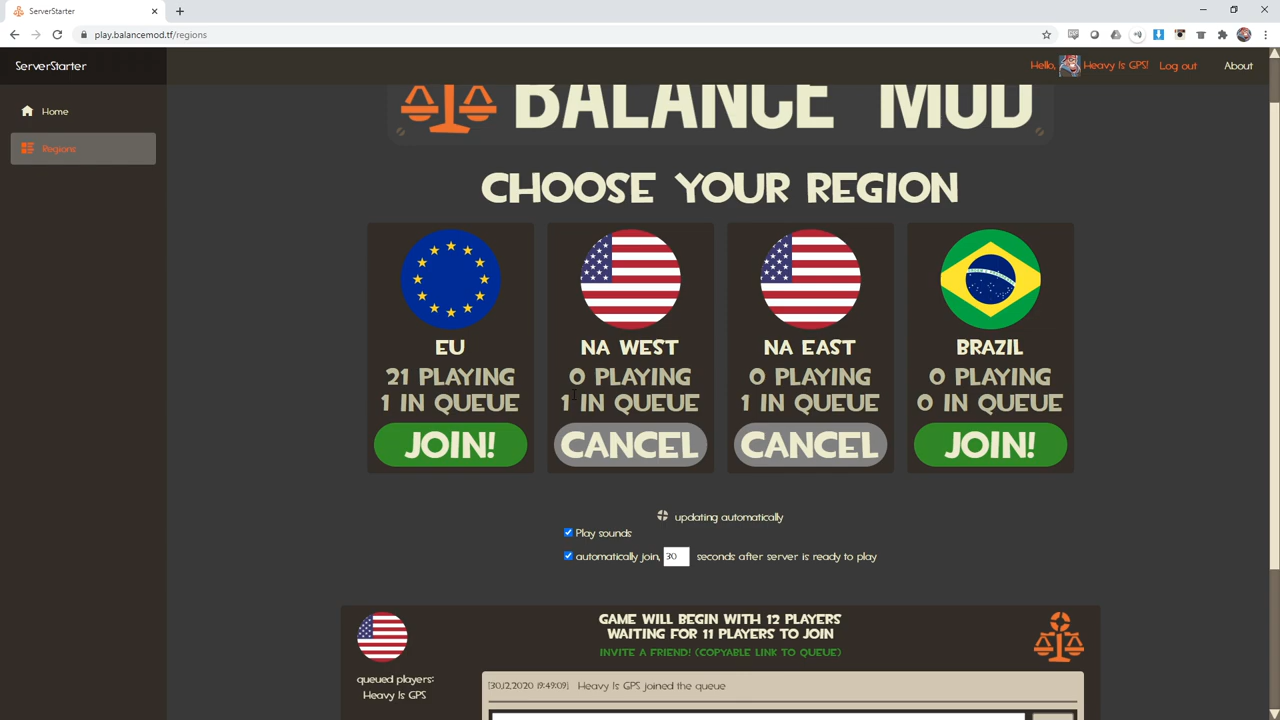 ServerStarter
play.balancemod.tf/regions
ServerStarter
Hello, Heavy Is GPS! Log out About
Home
Regions
BALANCE MOD
CHOOSE YOUR REGION
EU
21 PLAYING
1 IN QUEUE
JOIN!
NA WEST
0 PLAYING
1 IN QUEUE
CANCEL
NA EAST
0 PLAYING
1 IN QUEUE
CANCEL
BRAZIL
0 PLAYING
0 IN QUEUE
JOIN!
updating automatically
Play sounds
automatically join, 30 seconds after server is ready to play
GAME WILL BEGIN WITH 12 PLAYERS
WAITING FOR 11 PLAYERS TO JOIN
INVITE A FRIEND! (COPYABLE LINK TO QUEUE)
queued players:
Heavy Is GPS
[30.12.2020 19:49:09] Heavy Is GPS joined the queue